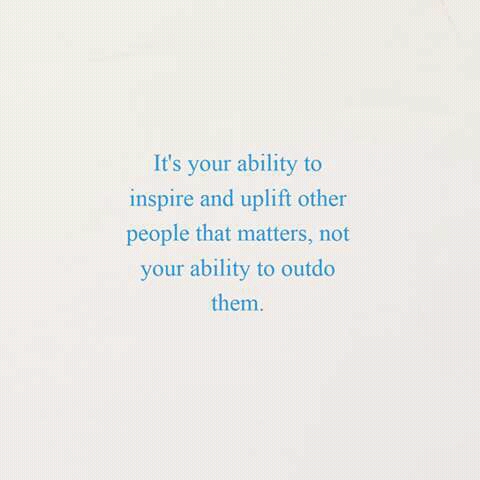 It's your ability to
inspire and uplift other
people that matters, not
your ability to outdo
them.